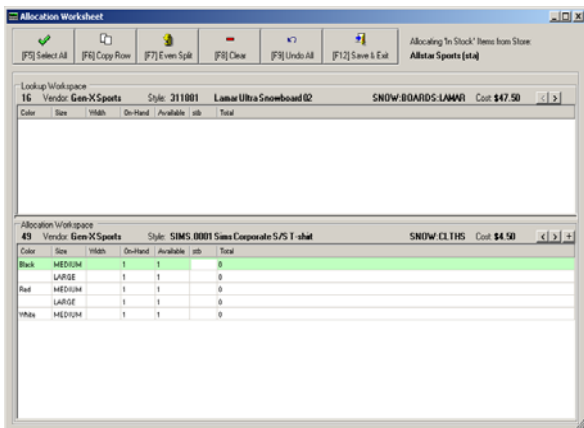 Allocation Worksheet
[F5] Select All [F6] Copy Row [F7] Even Split [F8] Clear [F9] Undo All [F12] Save & Exit
Allocating 'In Stock' Items from Store:
Allstar Sports (sta)
Lookup Workspace
16 Vendor: Gen-X Sports Style: 311001 Lamar Ultra Snowboard 02 SNOW:BOARDS:LAMAR Cost: $47.50 < >
Color Size Width On-Hand Available stb Total
Allocation Workspace
49 Vendor: Gen-X Sports Style: SIMS.0001 Sims Corporate S/S T-shirt SNOW:CLTHS Cost: $4.50 < > +
Color Size Width On-Hand Available stb Total
Black MEDIUM 1 1 0
LARGE 1 1 0
Red MEDIUM 1 1 0
LARGE 1 1 0
White MEDIUM 1 1 0